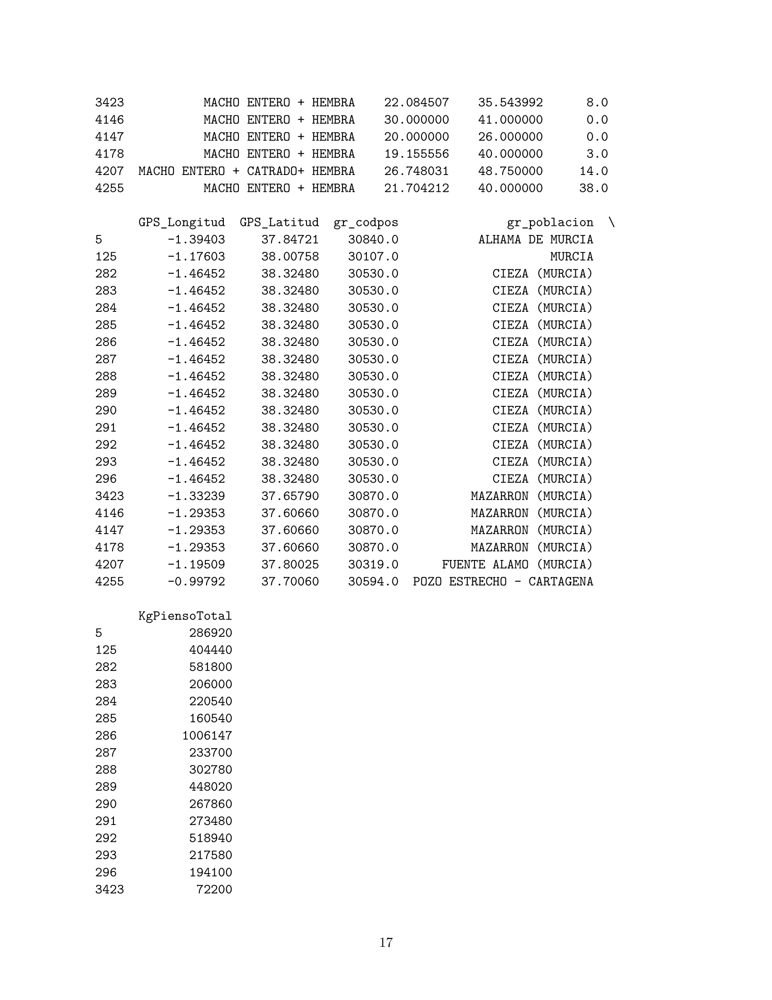 3423 MACHO ENTERO + HEMBRA 22.084507 35.543992 8.0
4146 MACHO ENTERO + HEMBRA 30.000000 41.000000 0.0
4147 MACHO ENTERO + HEMBRA 20.000000 26.000000 0.0
4178 MACHO ENTERO + HEMBRA 19.155556 40.000000 3.0
4207 MACHO ENTERO + CATRADO+ HEMBRA 26.748031 48.750000 14.0
4255 MACHO ENTERO + HEMBRA 21.704212 40.000000 38.0
GPS_Longitud GPS_Latitud gr_codpos gr_poblacion \
5 -1.39403 37.84721 30840.0 ALHAMA DE MURCIA
125 -1.17603 38.00758 30107.0 MURCIA
282 -1.46452 38.32480 30530.0 CIEZA (MURCIA)
283 -1.46452 38.32480 30530.0 CIEZA (MURCIA)
284 -1.46452 38.32480 30530.0 CIEZA (MURCIA)
285 -1.46452 38.32480 30530.0 CIEZA (MURCIA)
286 -1.46452 38.32480 30530.0 CIEZA (MURCIA)
287 -1.46452 38.32480 30530.0 CIEZA (MURCIA)
288 -1.46452 38.32480 30530.0 CIEZA (MURCIA)
289 -1.46452 38.32480 30530.0 CIEZA (MURCIA)
290 -1.46452 38.32480 30530.0 CIEZA (MURCIA)
291 -1.46452 38.32480 30530.0 CIEZA (MURCIA)
292 -1.46452 38.32480 30530.0 CIEZA (MURCIA)
293 -1.46452 38.32480 30530.0 CIEZA (MURCIA)
296 -1.46452 38.32480 30530.0 CIEZA (MURCIA)
3423 -1.33239 37.65790 30870.0 MAZARRON (MURCIA)
4146 -1.29353 37.60660 30870.0 MAZARRON (MURCIA)
4147 -1.29353 37.60660 30870.0 MAZARRON (MURCIA)
4178 -1.29353 37.60660 30870.0 MAZARRON (MURCIA)
4207 -1.19509 37.80025 30319.0 FUENTE ALAMO (MURCIA)
4255 -0.99792 37.70060 30594.0 POZO ESTRECHO - CARTAGENA
KgPiensoTotal
5 286920
125 404440
282 581800
283 206000
284 220540
285 160540
286 1006147
287 233700
288 302780
289 448020
290 267860
291 273480
292 518940
293 217580
296 194100
3423 72200
17